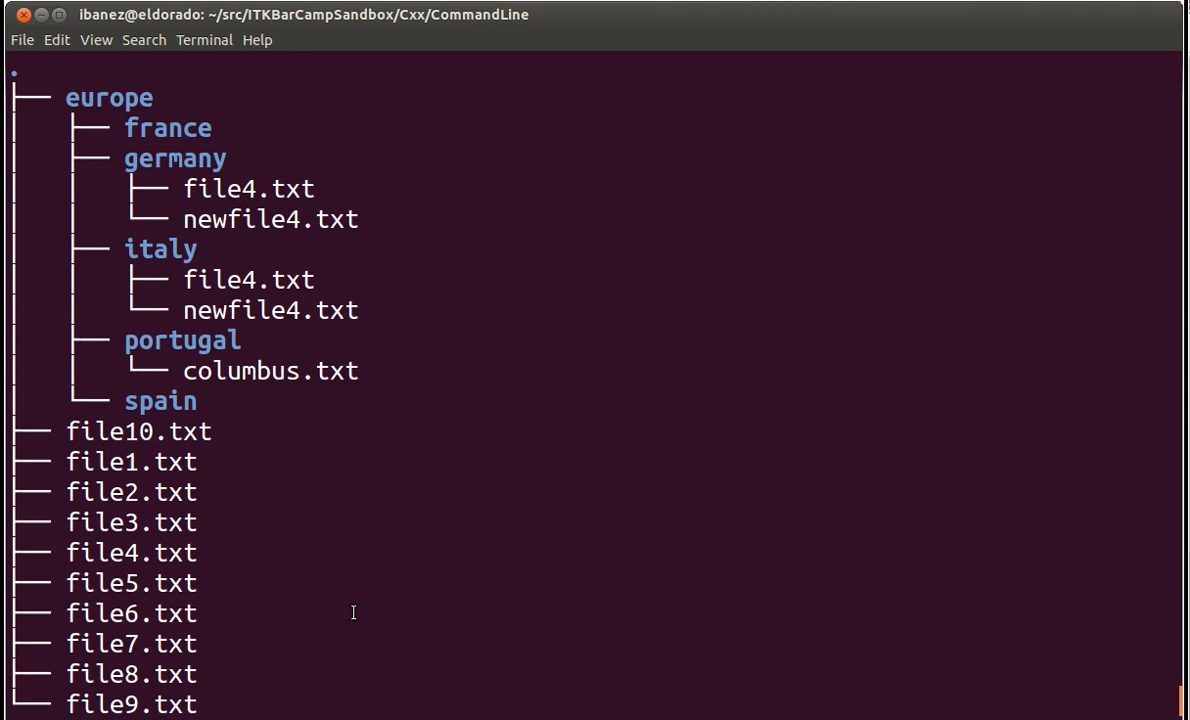 ibanez@eldorado: ~/src/ITKBarCampSandbox/Cxx/CommandLine
File Edit View Search Terminal Help
.
├── europe
│   ├── france
│   ├── germany
│   │   ├── file4.txt
│   │   └── newfile4.txt
│   ├── italy
│   │   ├── file4.txt
│   │   └── newfile4.txt
│   ├── portugal
│   │   └── columbus.txt
│   └── spain
├── file10.txt
├── file1.txt
├── file2.txt
├── file3.txt
├── file4.txt
├── file5.txt
├── file6.txt
├── file7.txt
├── file8.txt
└── file9.txt